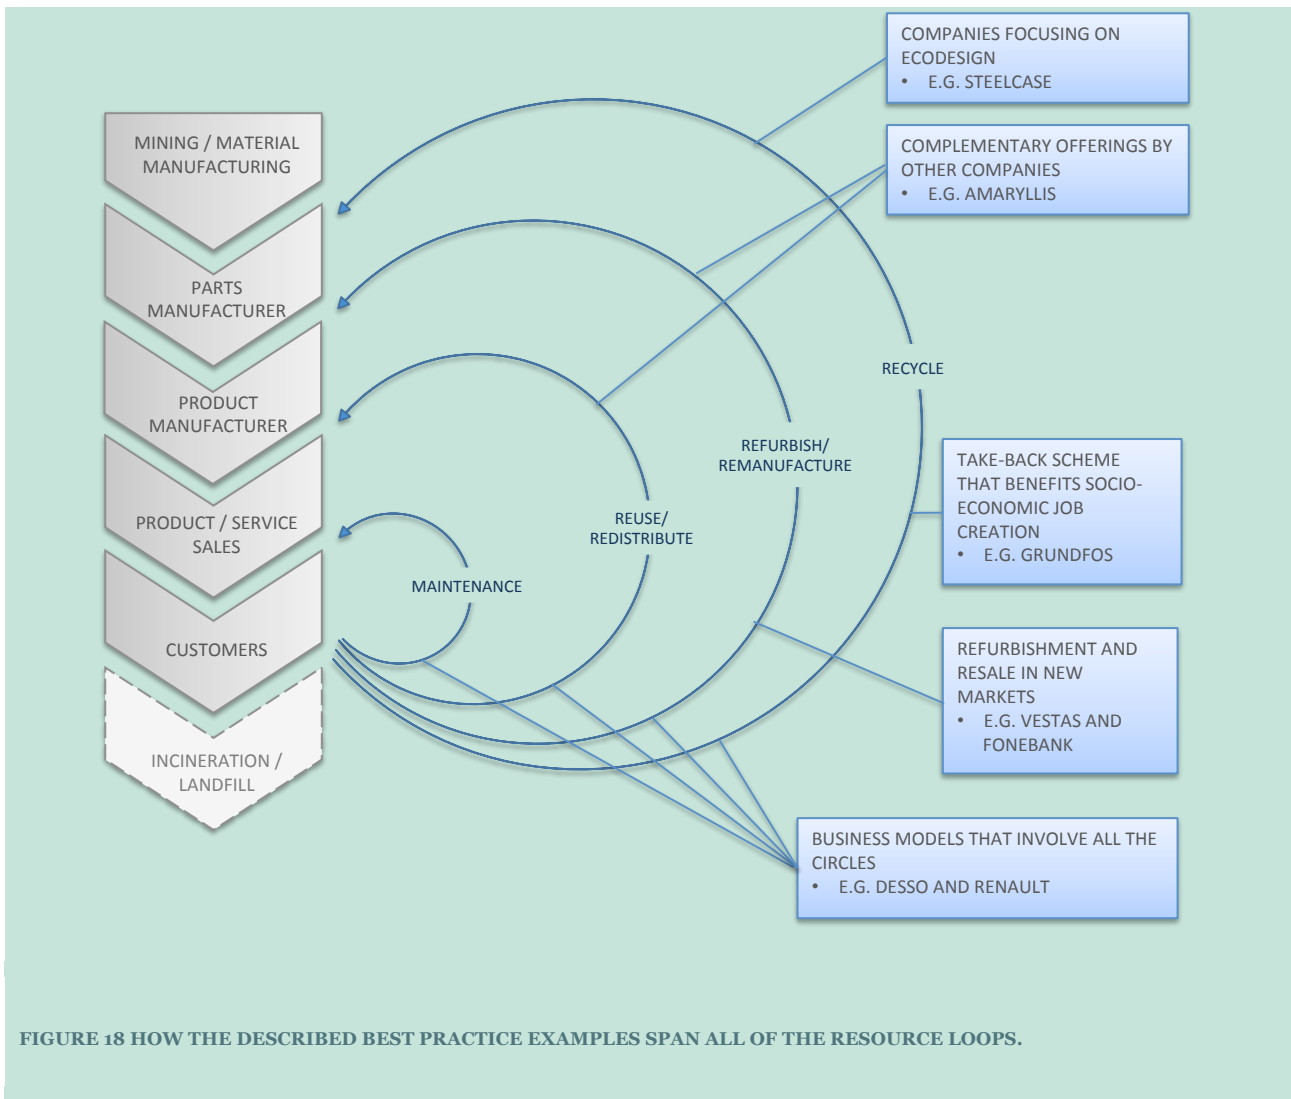 COMPANIES FOCUSING ON
ECODESIGN
• E.G. STEELCASE
COMPLEMENTARY OFFERINGS BY
OTHER COMPANIES
• E.G. AMARYLLIS
MINING / MATERIAL
MANUFACTURING
PARTS
MANUFACTURER
PRODUCT
MANUFACTURER
PRODUCT / SERVICE
SALES
CUSTOMERS
INCINERATION /
LANDFILL
MAINTENANCE
REUSE/
REDISTRIBUTE
REFURBISH/
REMANUFACTURE
RECYCLE
TAKE-BACK SCHEME
THAT BENEFITS SOCIO-
ECONOMIC JOB
CREATION
• E.G. GRUNDFOS
REFURBISHMENT AND
RESALE IN NEW
MARKETS
• E.G. VESTAS AND
FONEBANK
BUSINESS MODELS THAT INVOLVE ALL THE
CIRCLES
• E.G. DESSO AND RENAULT
FIGURE 18 HOW THE DESCRIBED BEST PRACTICE EXAMPLES SPAN ALL OF THE RESOURCE LOOPS.